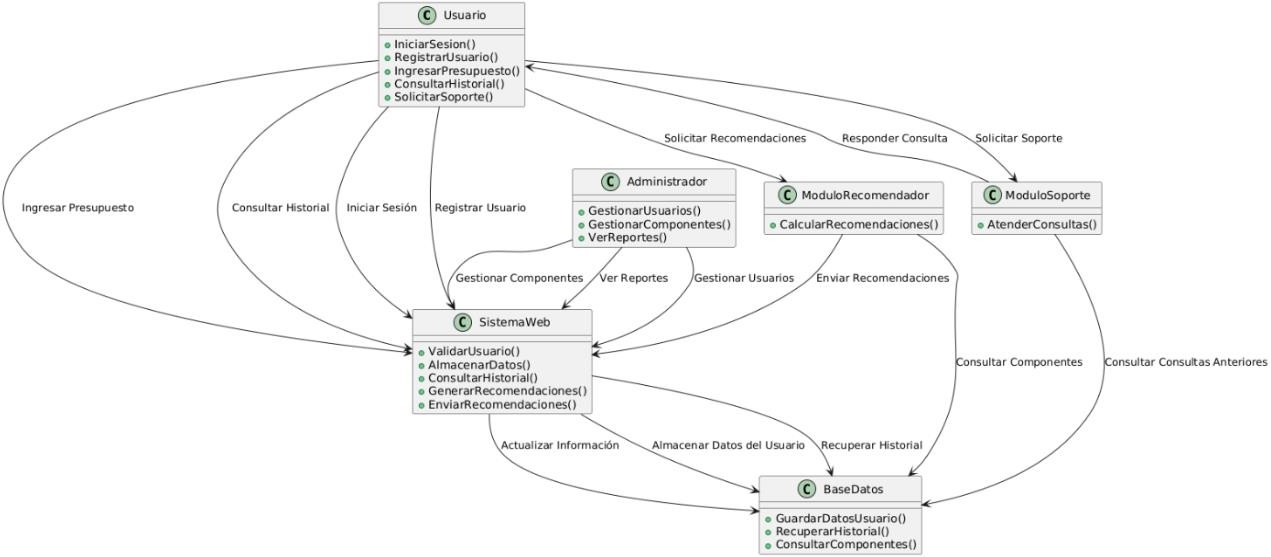 C Usuario
IniciarSesion()
RegistrarUsuario()
IngresarPresupuesto()
ConsultarHistorial()
SolicitarSoporte()
Solicitar Recomendaciones
Responder Consulta
Solicitar Soporte
Ingresar Presupuesto
Consultar Historial
Iniciar Sesión
Registrar Usuario
C Administrador
GestionarUsuarios()
GestionarComponentes()
VerReportes()
C ModuloRecomendador
CalcularRecomendaciones()
C ModuloSoporte
AtenderConsultas()
Gestionar Componentes
Ver Reportes
Gestionar Usuarios
Enviar Recomendaciones
C SistemaWeb
ValidarUsuario()
AlmacenarDatos()
ConsultarHistorial()
GenerarRecomendaciones()
EnviarRecomendaciones()
Consultar Componentes
Consultar Consultas Anteriores
Actualizar Información
Almacenar Datos del Usuario
Recuperar Historial
C BaseDatos
GuardarDatosUsuario()
RecuperarHistorial()
ConsultarComponentes()